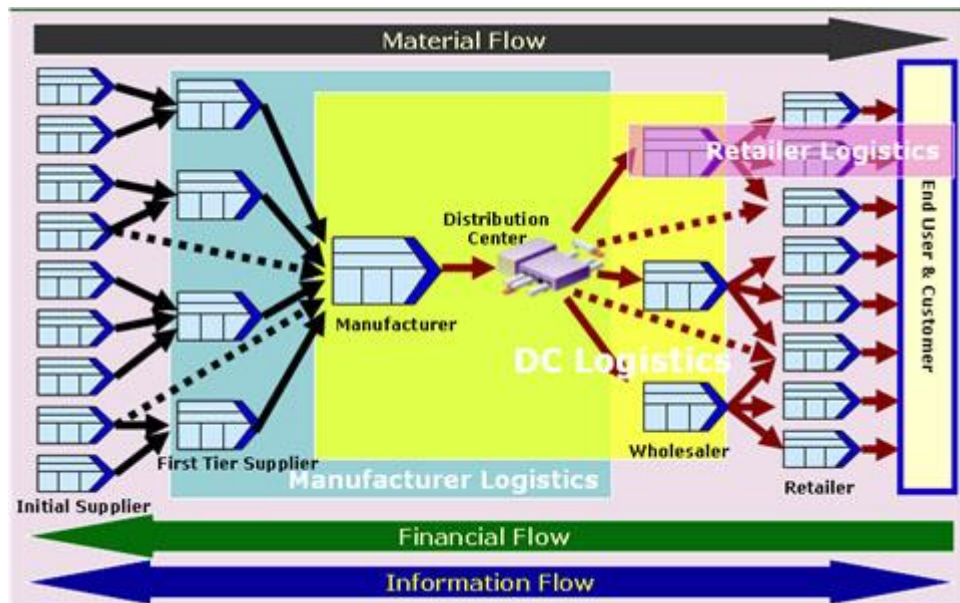 Material Flow
Retailer Logistics
Distribution
Center
Manufacturer
DC Logistics
First Tier Supplier
Wholesaler
Manufacturer Logistics
Initial Supplier
Retailer
End User & Customer
Financial Flow
Information Flow